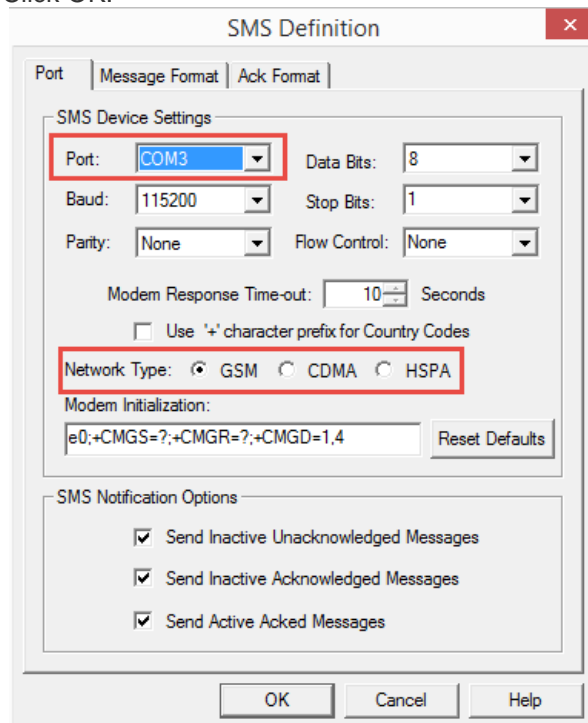 Click OK.
SMS Definition
Port Message Format Ack Format
SMS Device Settings
Port: COM3 Data Bits: 8
Baud: 115200 Stop Bits: 1
Parity: None Flow Control: None
Modem Response Time-out: 10 Seconds
Use '+' character prefix for Country Codes
Network Type: GSM CDMA HSPA
Modem Initialization:
e0;+CMGS=?;+CMGR=?;+CMGD=1,4 Reset Defaults
SMS Notification Options
Send Inactive Unacknowledged Messages
Send Inactive Acknowledged Messages
Send Active Acked Messages
OK Cancel Help